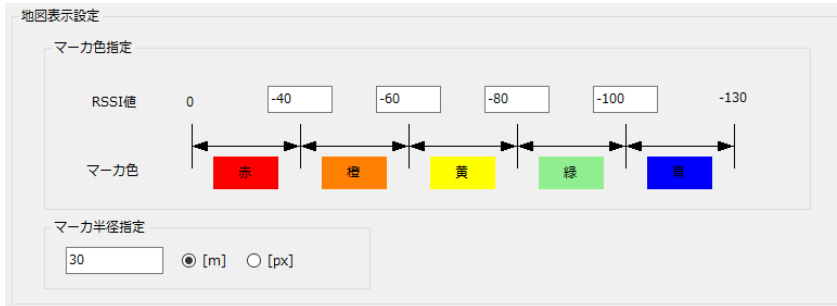 地図表示設定
マーカ色指定
RSSI値 0 -40 -60 -80 -100 -130
マーカ色 赤 橙 黄 緑 青
マーカ半径指定
30 [m] [px]